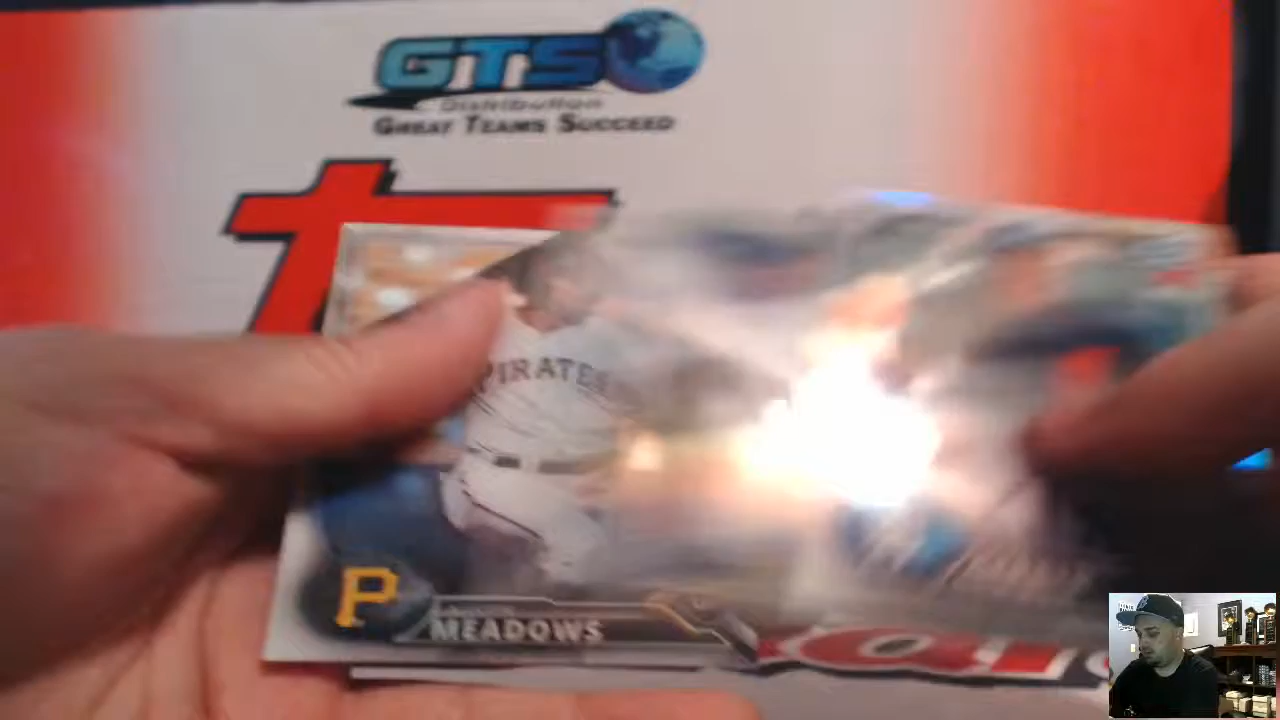 GTS
Distribution
GREAT TEAMS SUCCEED
PIRATES
P
MEADOWS